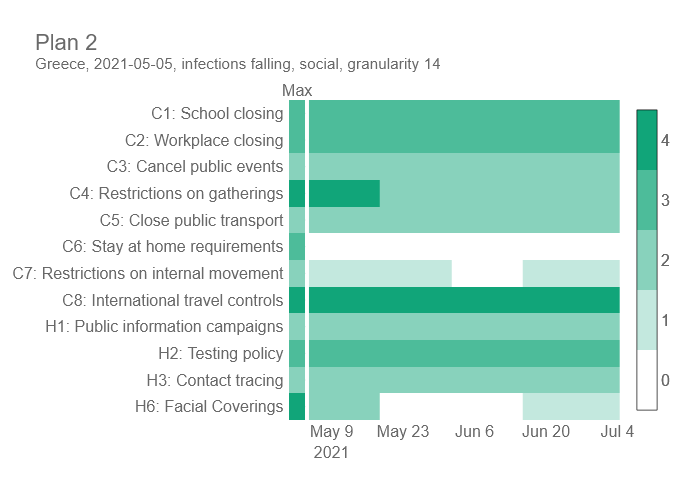 Plan 2
Greece, 2021-05-05, infections falling, social, granularity 14
Max
C1: School closing
C2: Workplace closing
C3: Cancel public events
C4: Restrictions on gatherings
C5: Close public transport
C6: Stay at home requirements
C7: Restrictions on internal movement
C8: International travel controls
H1: Public information campaigns
H2: Testing policy
H3: Contact tracing
H6: Facial Coverings
May 9 May 23 Jun 6 Jun 20 Jul 4
2021
4
3
2
1
0